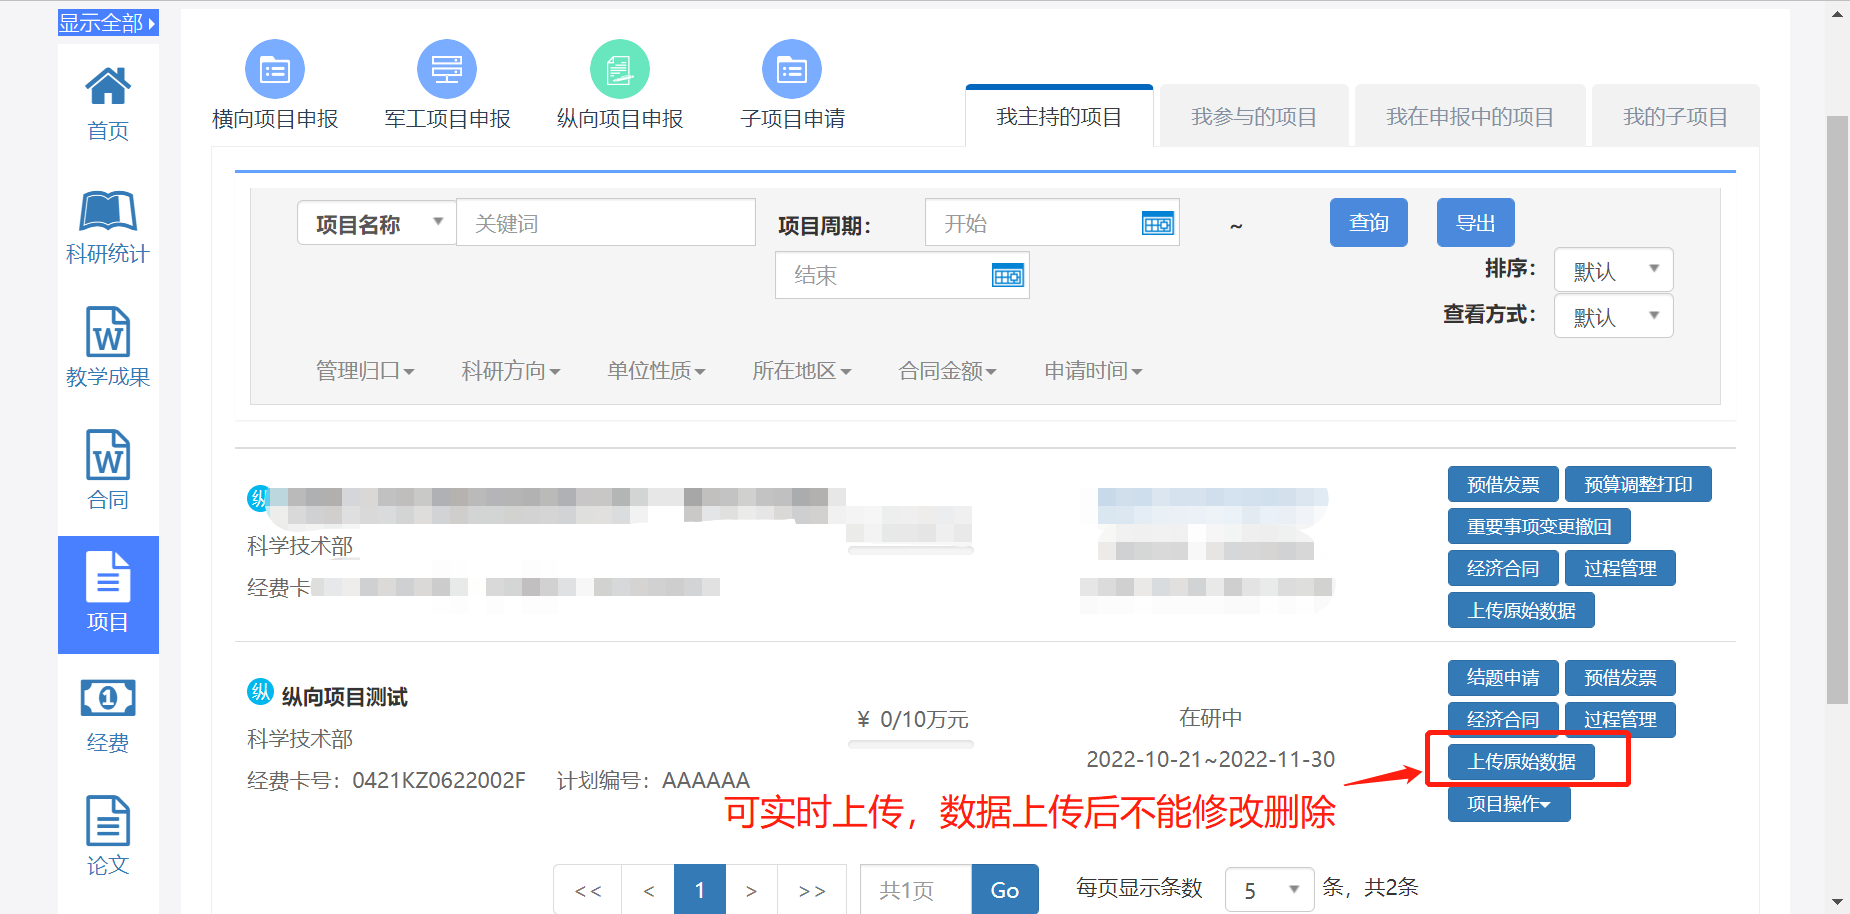 显示全部
首页
科研统计
教学成果
合同
项目
经费
论文
横向项目申报
军工项目申报
纵向项目申报
子项目申请
我主持的项目
我参与的项目
我在申报中的项目
我的子项目
项目名称
关键词
项目周期：
开始
~
结束
查询
导出
排序：
默认
查看方式：
默认
管理归口
科研方向
单位性质
所在地区
合同金额
申请时间
纵
科学技术部
经费卡
预借发票
预算调整打印
重要事项变更撤回
经济合同
过程管理
上传原始数据
纵 纵向项目测试
科学技术部
经费卡号：0421KZ0622002F 计划编号：AAAAAA
¥ 0/10万元
在研中
2022-10-21~2022-11-30
结题申请
预借发票
经济合同
过程管理
上传原始数据
项目操作
可实时上传，数据上传后不能修改删除
<< < 1 > >>
共1页
Go
每页显示条数 5 条，共2条